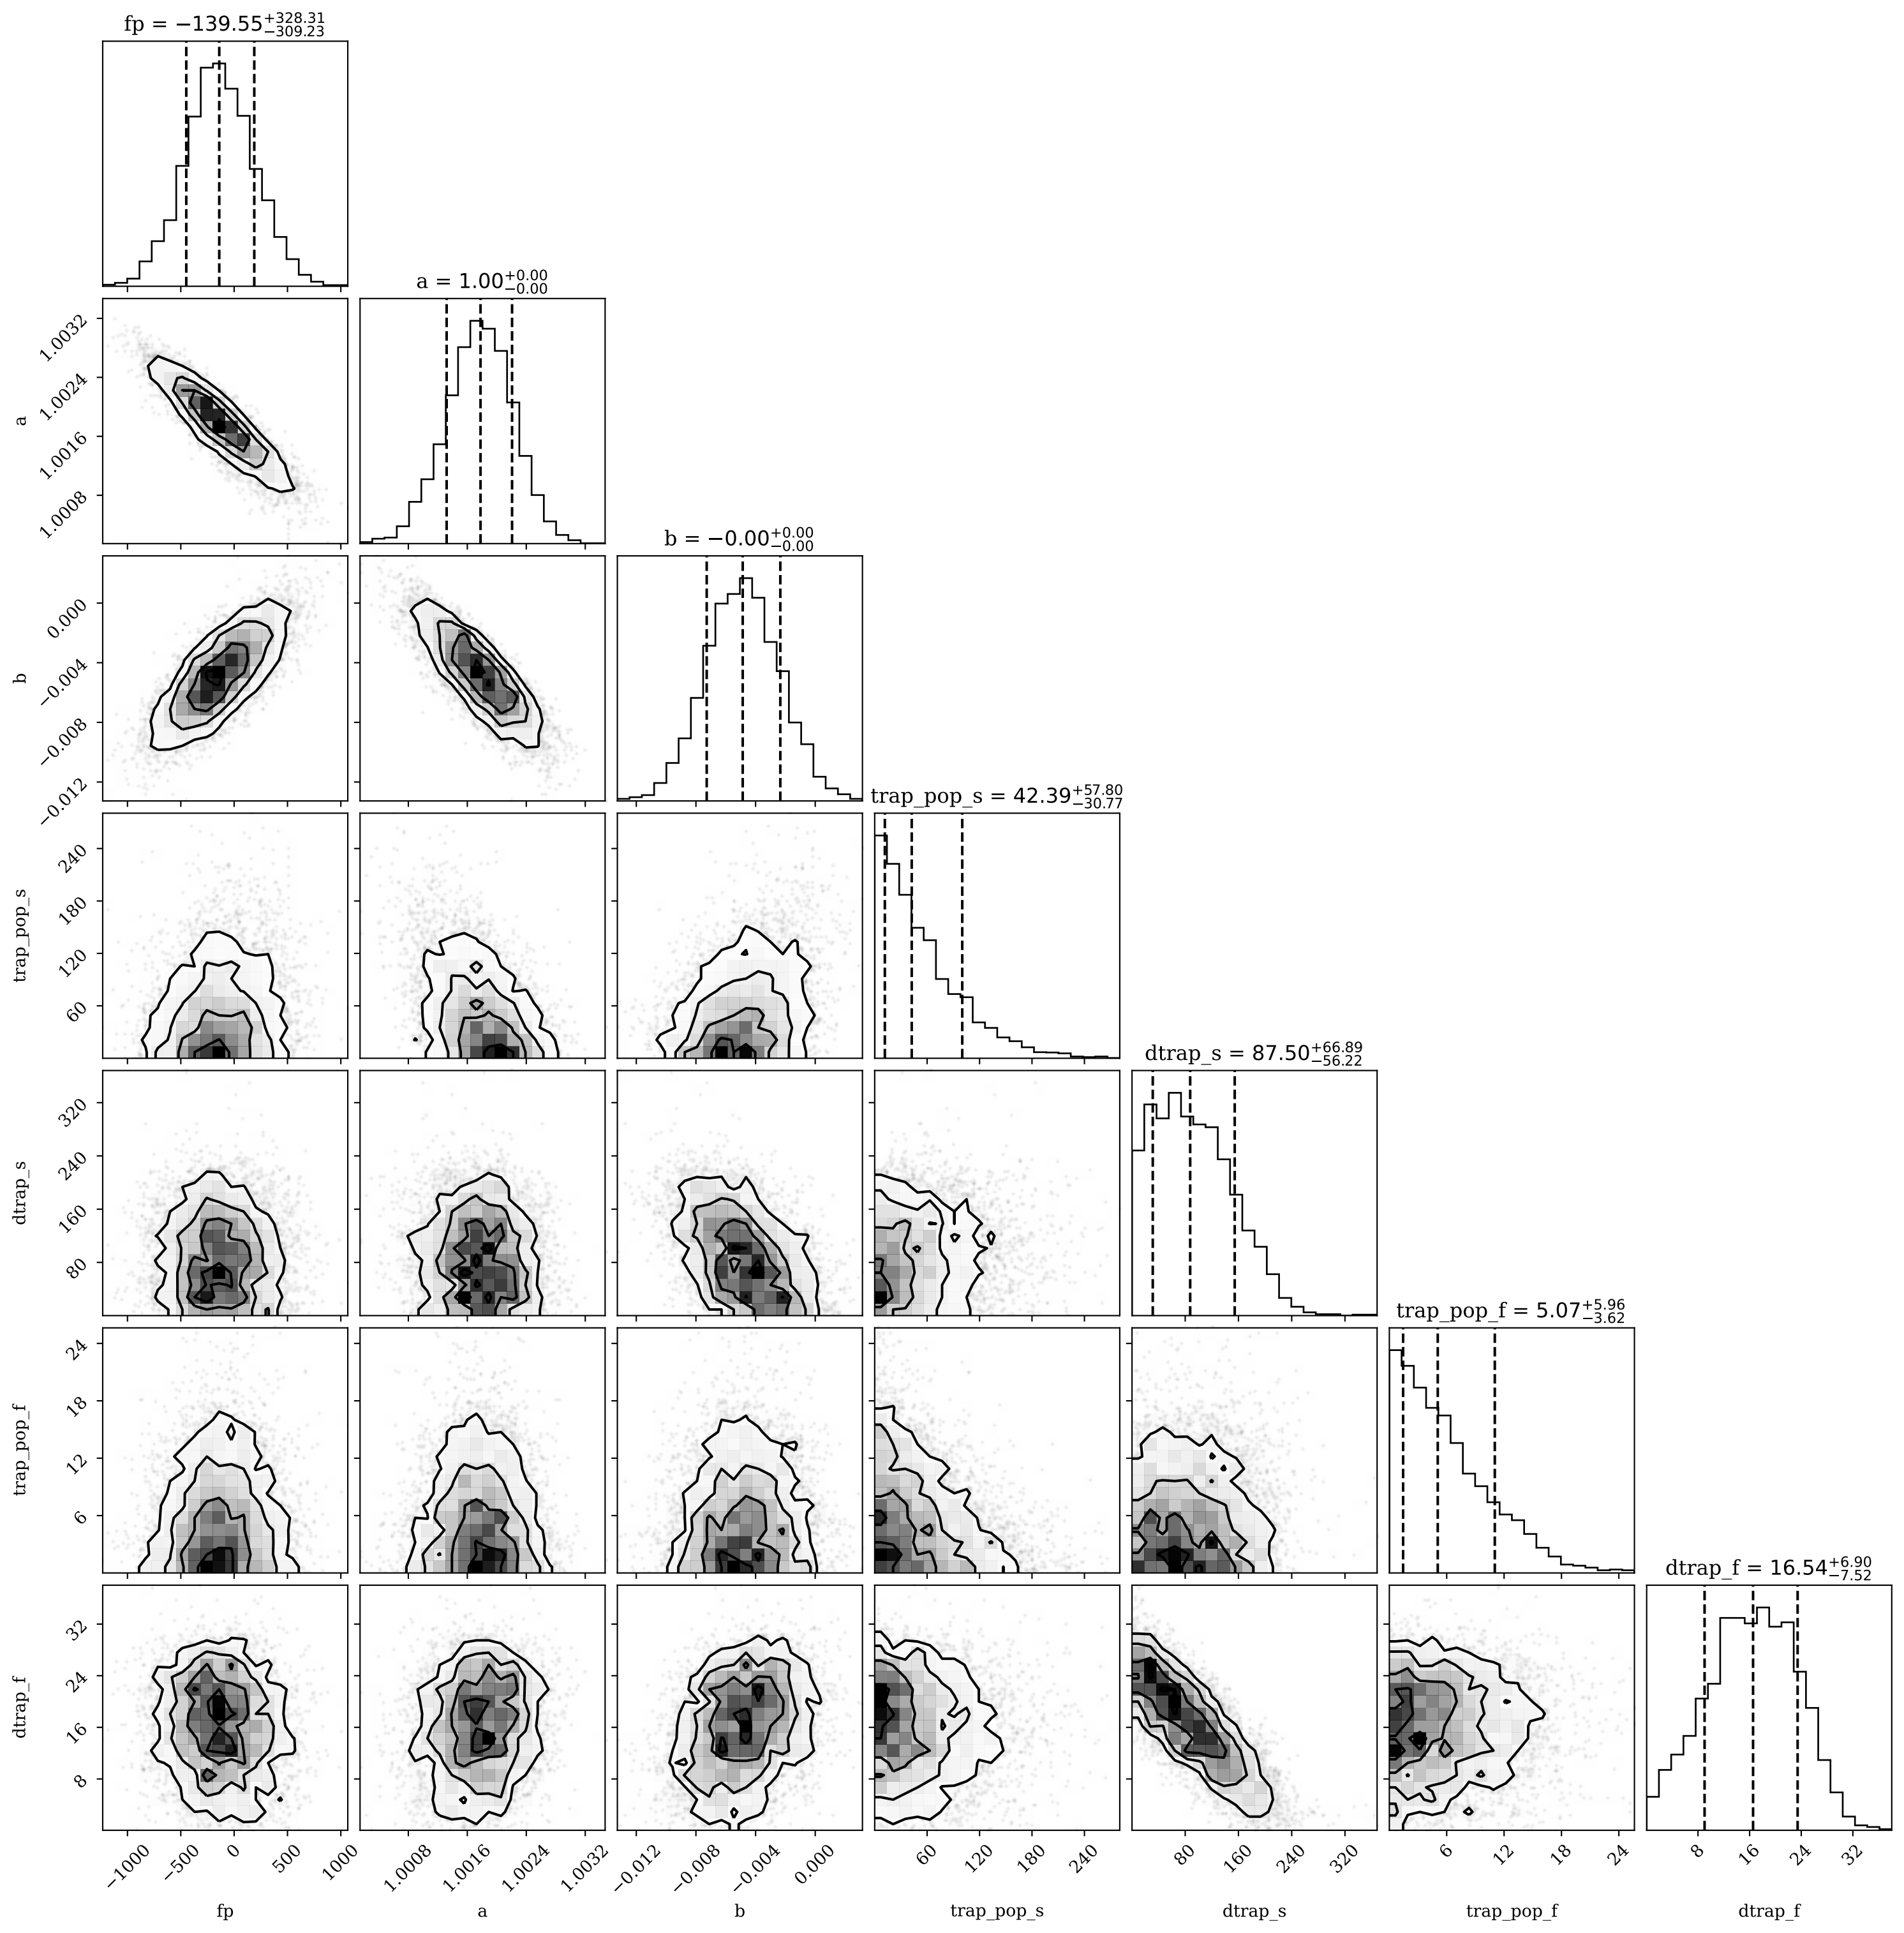 fp = −139.55 +328.31 −309.23
a = 1.00 +0.00 −0.00
1.0032
1.0024
1.0016
1.0008
a
b = −0.00 +0.00 −0.00
0.000
−0.004
−0.008
−0.012
b
trap_pop_s = 42.39 +57.80 −30.77
240
180
120
60
trap_pop_s
dtrap_s = 87.50 +66.89 −56.22
320
240
160
80
dtrap_s
trap_pop_f = 5.07 +5.96 −3.62
24
18
12
6
trap_pop_f
dtrap_f = 16.54 +6.90 −7.52
32
24
16
8
dtrap_f
−1000 −500 0 500 1000
1.0008 1.0016 1.0024 1.0032
−0.012 −0.008 −0.004 0.000
60 120 180 240
80 160 240 320
6 12 18 24
8 16 24 32
fp a b trap_pop_s dtrap_s trap_pop_f dtrap_f